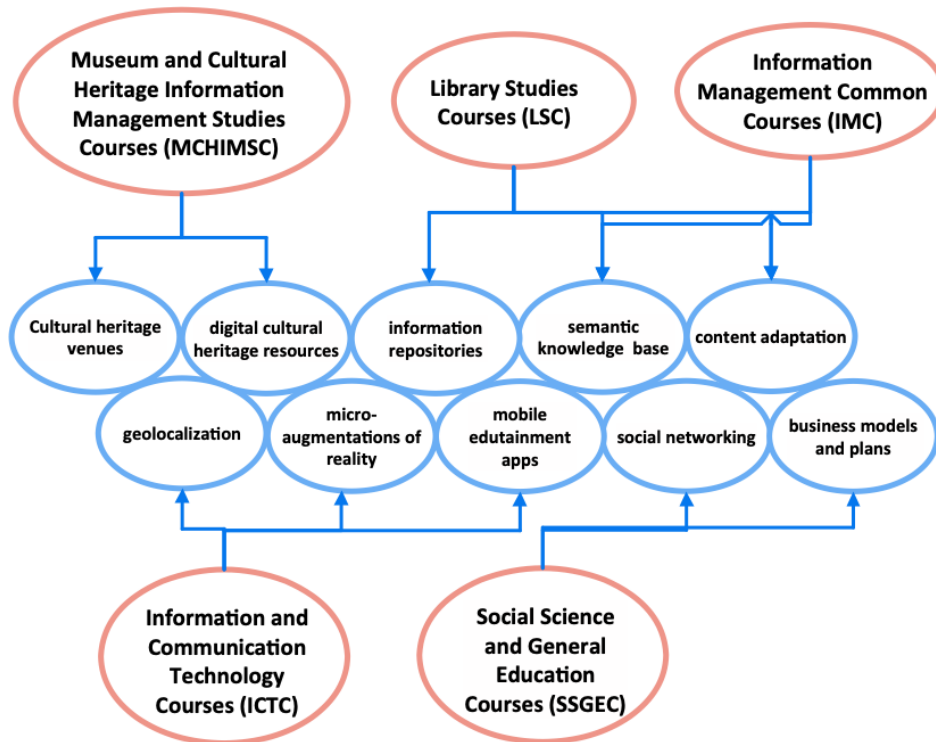 Museum and Cultural
Heritage Information
Management Studies
Courses (MCHIMSC)
Library Studies
Courses (LSC)
Information
Management Common
Courses (IMC)
Cultural heritage
venues
digital cultural
heritage resources
information
repositories
semantic
knowledge base
content adaptation
geolocalization
micro-
augmentations of
reality
mobile
edutainment
apps
social networking
business models
and plans
Information and
Communication
Technology
Courses (ICTC)
Social Science
and General
Education
Courses (SSGEC)